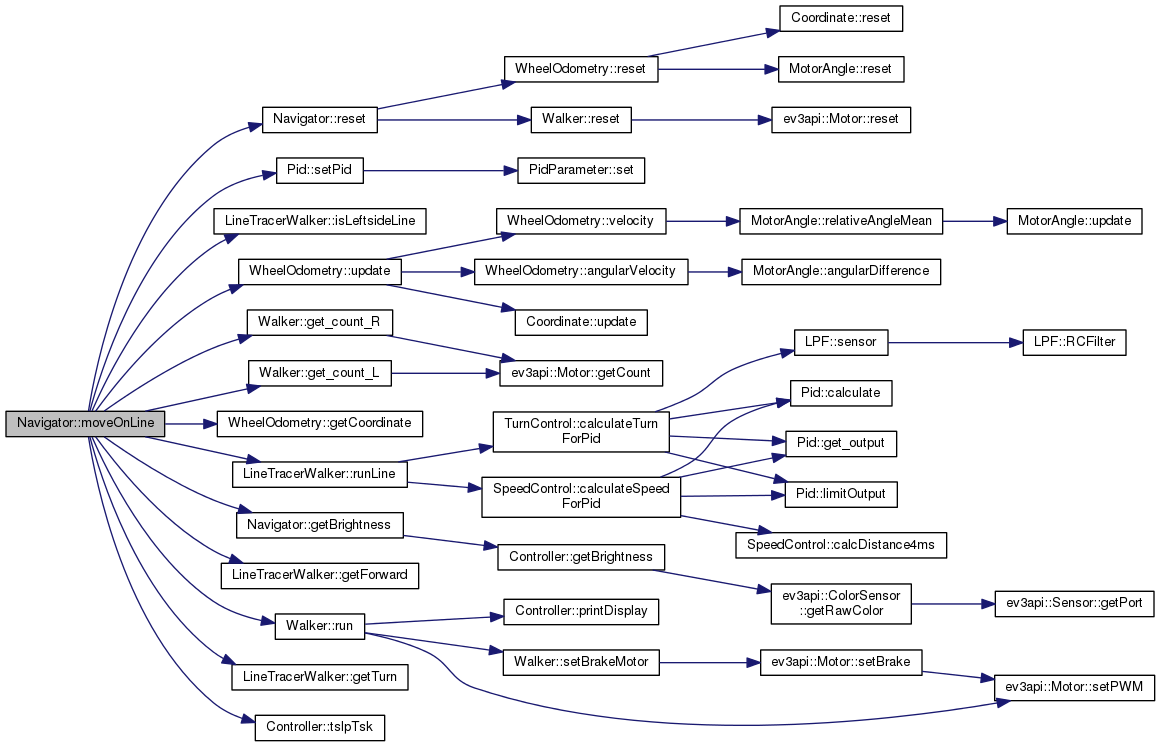 Coordinate::reset
WheelOdometry::reset
MotorAngle::reset
Navigator::reset
Walker::reset
ev3api::Motor::reset
Pid::setPid
PidParameter::set
LineTracerWalker::isLeftsideLine
WheelOdometry::velocity
MotorAngle::relativeAngleMean
MotorAngle::update
WheelOdometry::update
WheelOdometry::angularVelocity
MotorAngle::angularDifference
Walker::get_count_R
Coordinate::update
LPF::sensor
LPF::RCFilter
Walker::get_count_L
ev3api::Motor::getCount
Pid::calculate
Navigator::moveOnLine
WheelOdometry::getCoordinate
TurnControl::calculateTurn
ForPid
Pid::get_output
LineTracerWalker::runLine
SpeedControl::calculateSpeed
ForPid
Pid::limitOutput
Navigator::getBrightness
SpeedControl::calcDistance4ms
Controller::getBrightness
LineTracerWalker::getForward
ev3api::ColorSensor
::getRawColor
ev3api::Sensor::getPort
Walker::run
Controller::printDisplay
Walker::setBrakeMotor
ev3api::Motor::setBrake
LineTracerWalker::getTurn
ev3api::Motor::setPWM
Controller::tslpTsk